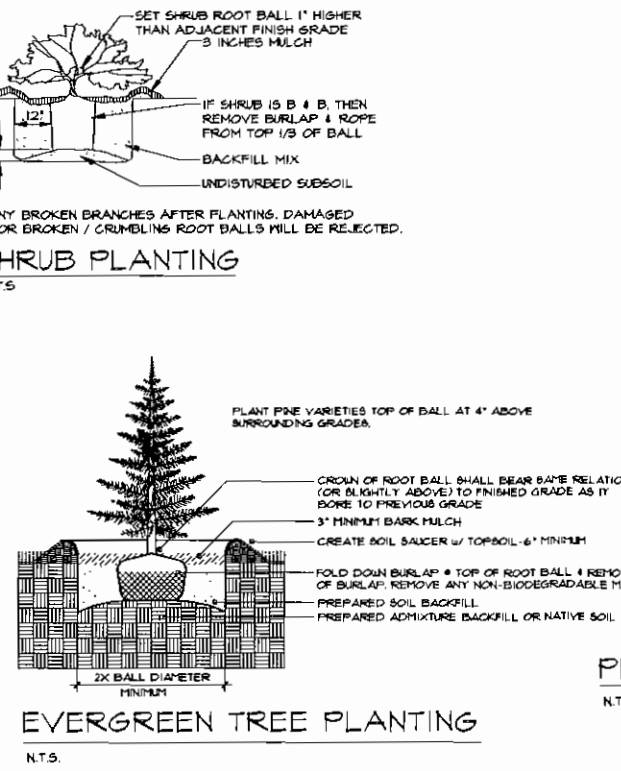 SET SHRUB ROOT BALL 1" HIGHER
THAN ADJACENT FINISH GRADE
3 INCHES MULCH
12"
IF SHRUB IS B & B, THEN
REMOVE BURLAP & ROPE
FROM TOP 1/3 OF BALL
BACKFILL MIX
UNDISTURBED SUBSOIL
NY BROKEN BRANCHES AFTER PLANTING. DAMAGED
OR BROKEN / CRUMBLING ROOT BALLS WILL BE REJECTED.
HRUB PLANTING
T.S
PLANT PINE VARIETIES TOP OF BALL AT 4" ABOVE
SURROUNDING GRADES.
CROWN OF ROOT BALL SHALL BEAR SAME RELATIO
(OR SLIGHTLY ABOVE) TO FINISHED GRADE AS IT
BORE TO PREVIOUS GRADE
3" MINIMUM BARK MULCH
CREATE SOIL SAUCER w/ TOPSOIL-6" MINIMUM
FOLD DOWN BURLAP @ TOP OF ROOT BALL & REMO
OF BURLAP. REMOVE ANY NON-BIODEGRADABLE M
PREPARED SOIL BACKFILL
PREPARED ADMIXTURE BACKFILL OR NATIVE SOIL
2X BALL DIAMETER
MINIMUM
EVERGREEN TREE PLANTING
N.T.S.
N.T